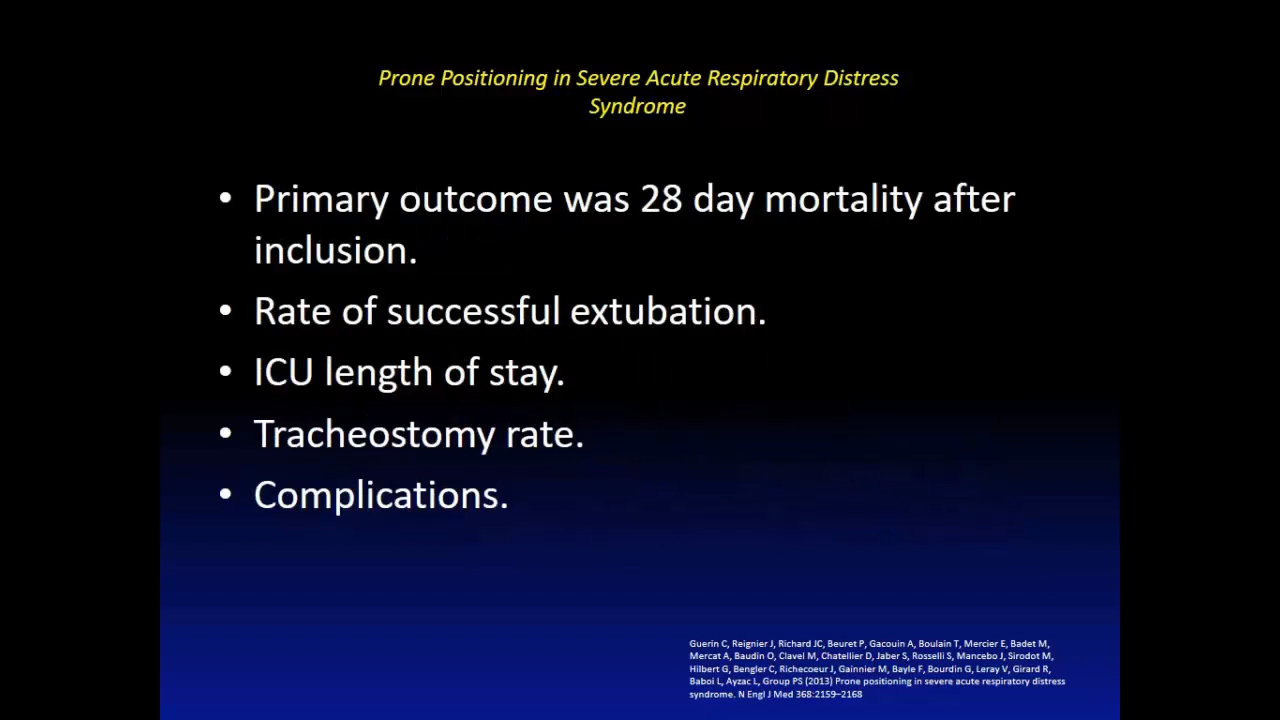 Prone Positioning in Severe Acute Respiratory Distress
Syndrome
• Primary outcome was 28 day mortality after
inclusion.
• Rate of successful extubation.
• ICU length of stay.
• Tracheostomy rate.
• Complications.
Guerin C, Reignier J, Richard JC, Beuret P, Gacouin A, Boulain T, Mercier E, Badet M,
Mercat A, Baudin O, Clavel M, Chatellier D, Jaber S, Rosselli S, Mancebo J, Sirodot M,
Hilbert G, Bengler C, Richecoeur J, Gainnier M, Bayle F, Bourdin G, Leray V, Girard R,
Baboi L, Ayzac L, Group PS (2013) Prone positioning in severe acute respiratory distress
syndrome. N Engl J Med 368:2159–2168